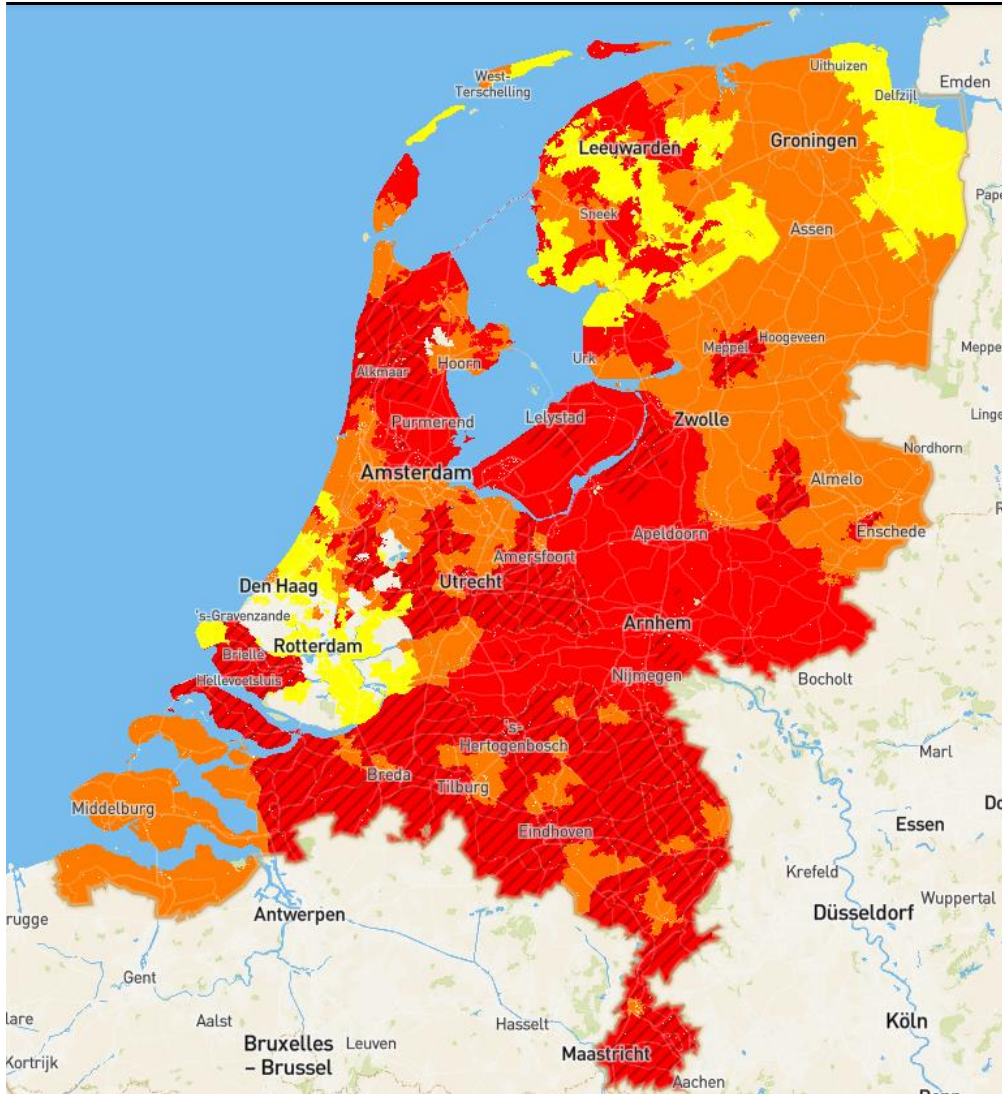 Uithuizen
Emden
West-
Terschelling
Delfzijl
Leeuwarden
Groningen
Pape
Sneek
Assen
Hoogeveen
Meppel
Meppe
Urk
Hoorn
Alkmaar
Lelystad
Zwolle
Linge
Purmerend
Nordhorn
Amsterdam
Almelo
R
Enschede
Apeldoorn
Amersfoort
Den Haag
Utrecht
's-Gravenzande
Arnhem
Rotterdam
Brielle
Nijmegen
Bocholt
Hellevoetsluis
's-
Hertogenbosch
Marl
Breda
Tilburg
Do
Middelburg
Essen
Eindhoven
Krefeld
Wuppertal
Antwerpen
Düsseldorf
rugge
Gent
lare
Aalst
Hasselt
Köln
Bruxelles
– Brussel
Leuven
Maastricht
Kortrijk
Aachen